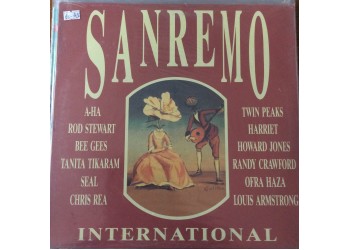 SANREMO
A-HA
ROD STEWART
BEE GEES
TANITA TIKARAM
SEAL
CHRIS REA
TWIN PEAKS
HARRIET
HOWARD JONES
RANDY CRAWFORD
OFRA HAZA
LOUIS ARMSTRONG
INTERNATIONAL